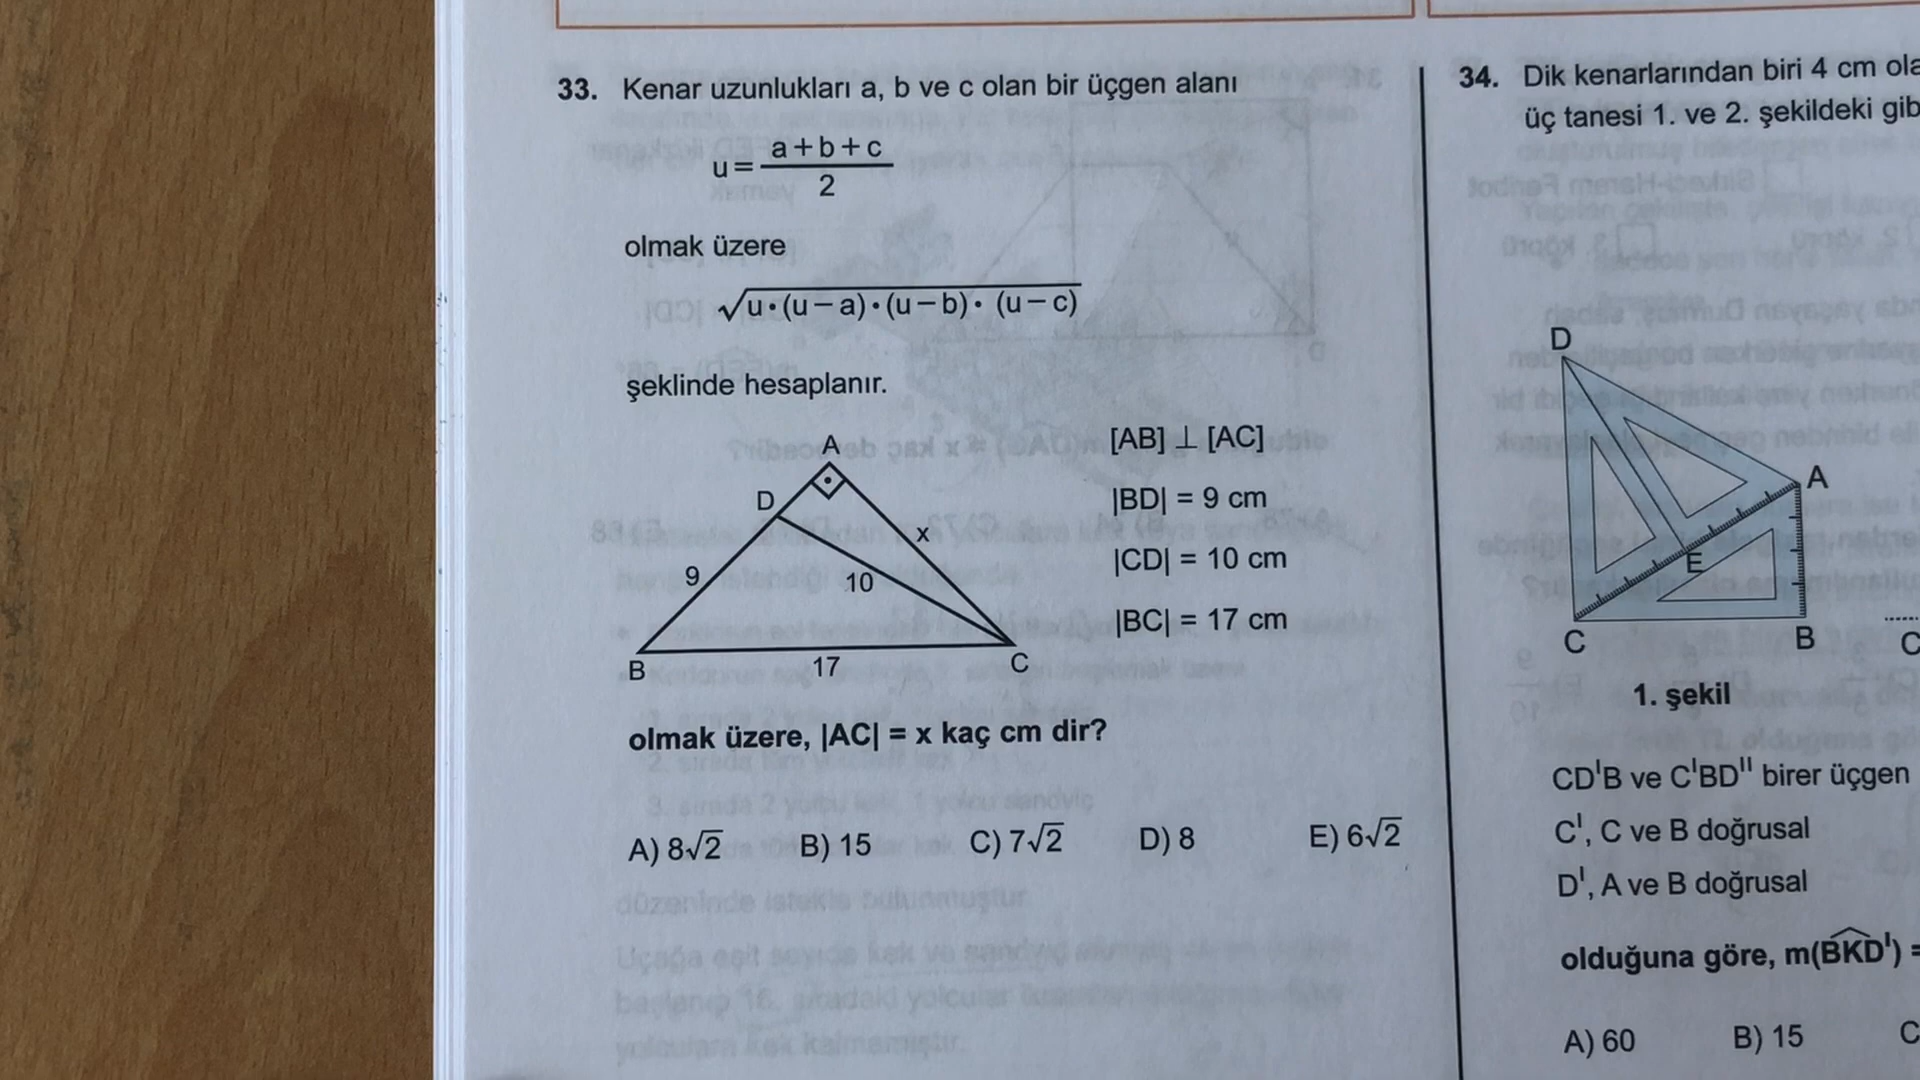 33. Kenar uzunlukları a, b ve c olan bir üçgen alanı
u = a + b + c
2
olmak üzere
√u • (u − a) • (u − b) • (u − c)
şeklinde hesaplanır.
A
D
x
9
10
B
17
C
[AB] ⊥ [AC]
|BD| = 9 cm
|CD| = 10 cm
|BC| = 17 cm
olmak üzere, |AC| = x kaç cm dir?
A) 8√2 B) 15 C) 7√2 D) 8 E) 6√2
34. Dik kenarlarından biri 4 cm
üç tanesi 1. ve 2. şekildeki
D
A
E
C
B
C
1. şekil
CD'B ve C'BD'' birer üçgen
C', C ve B doğrusal
D', A ve B doğrusal
olduğuna göre, m(BKD') =
A) 60 B) 15 C